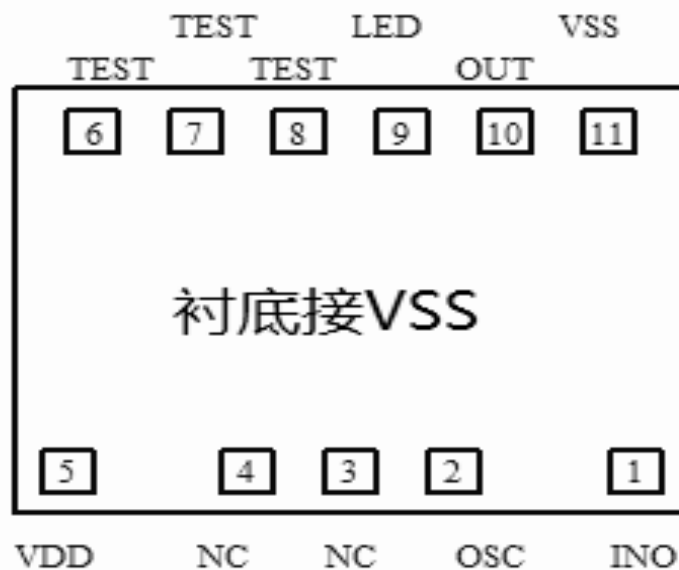 TEST LED VSS
TEST TEST OUT
6 7 8 9 10 11
衬底接VSS
5 4 3 2 1
VDD NC NC OSC INO